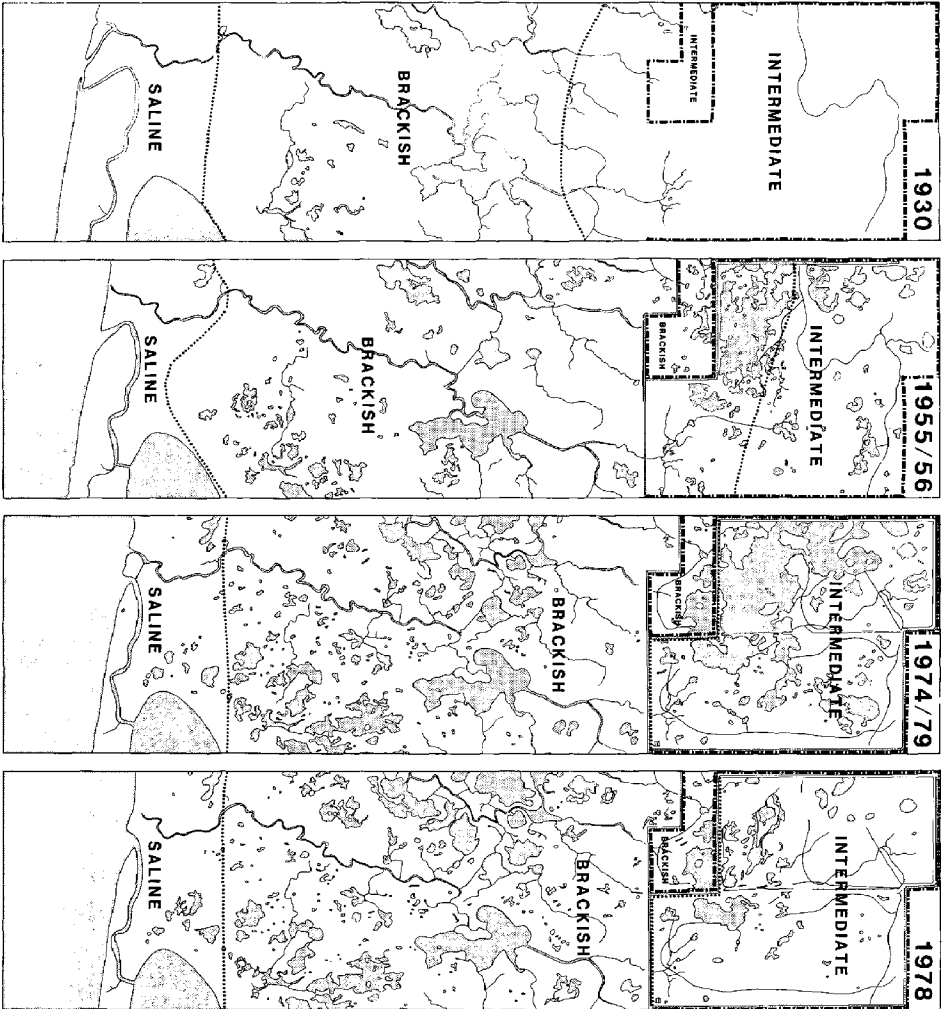 1930
INTERMEDIATE
INTERMEDIATE
BRACKISH
SALINE
1955/56
INTERMEDIATE
BRACKISH
BRACKISH
SALINE
1974/79
INTERMEDIATE
BRACKISH
BRACKISH
SALINE
1978
INTERMEDIATE
BRACKISH
BRACKISH
SALINE